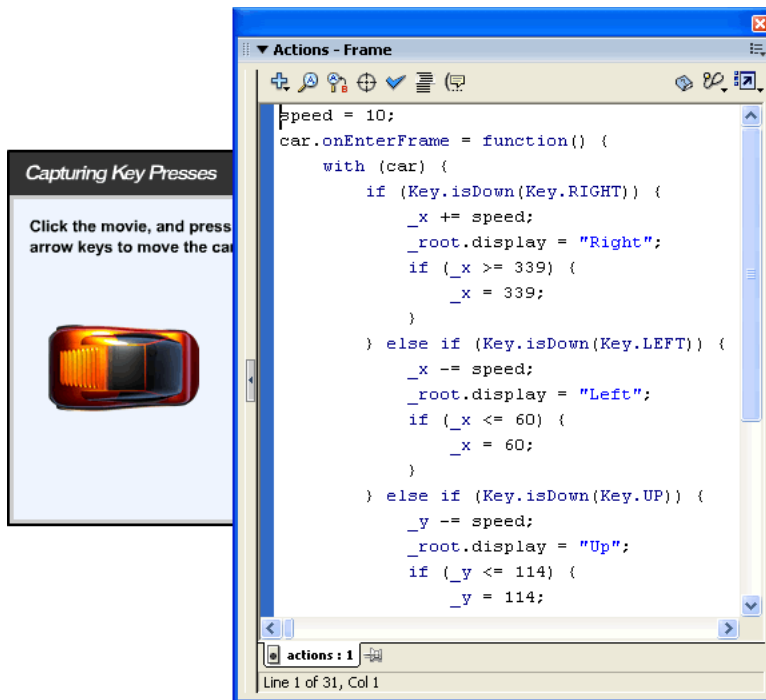 Actions - Frame
speed = 10;
car.onEnterFrame = function() {
with (car) {
if (Key.isDown(Key.RIGHT)) {
_x += speed;
_root.display = "Right";
if (_x >= 339) {
_x = 339;
}
} else if (Key.isDown(Key.LEFT)) {
_x -= speed;
_root.display = "Left";
if (_x <= 60) {
_x = 60;
}
} else if (Key.isDown(Key.UP)) {
_y -= speed;
_root.display = "Up";
if (_y <= 114) {
_y = 114;
actions : 1
Line 1 of 31, Col 1
Capturing Key Presses
Click the movie, and press
arrow keys to move the ca